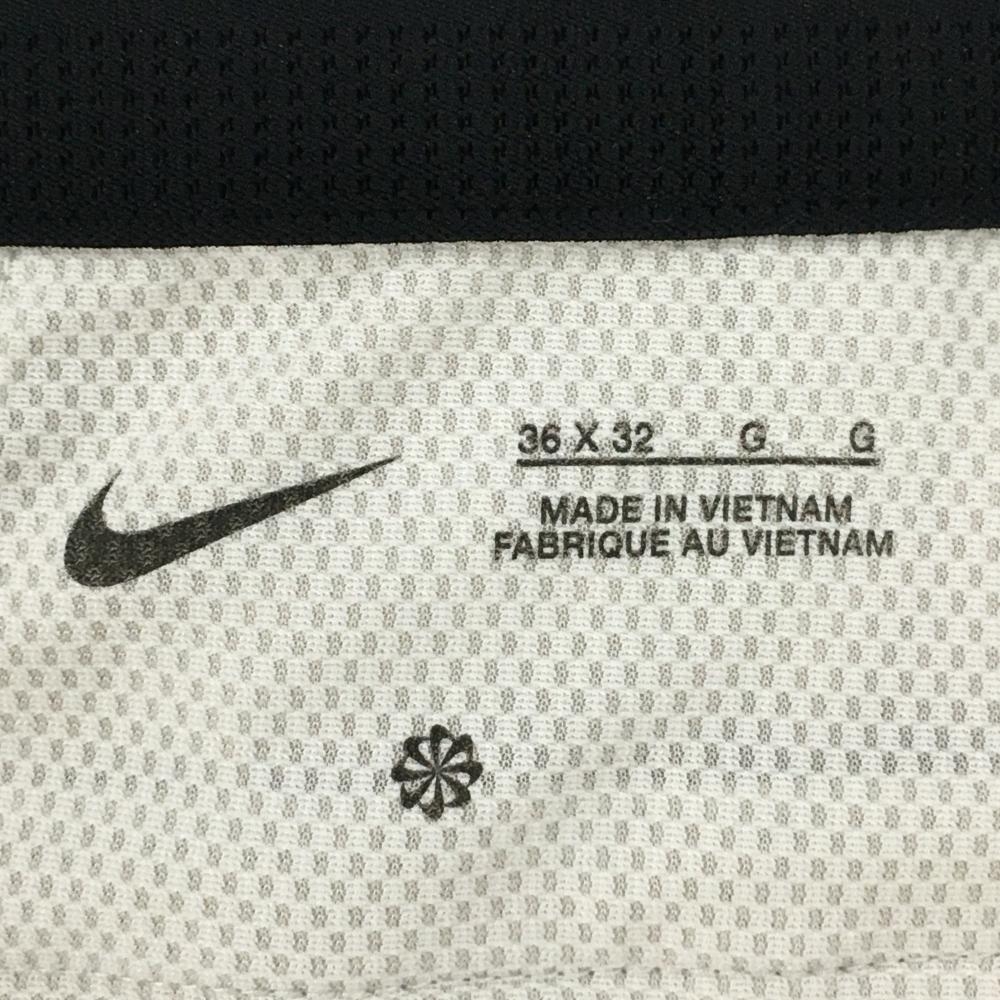 36 X 32 G G
MADE IN VIETNAM
FABRIQUE AU VIETNAM